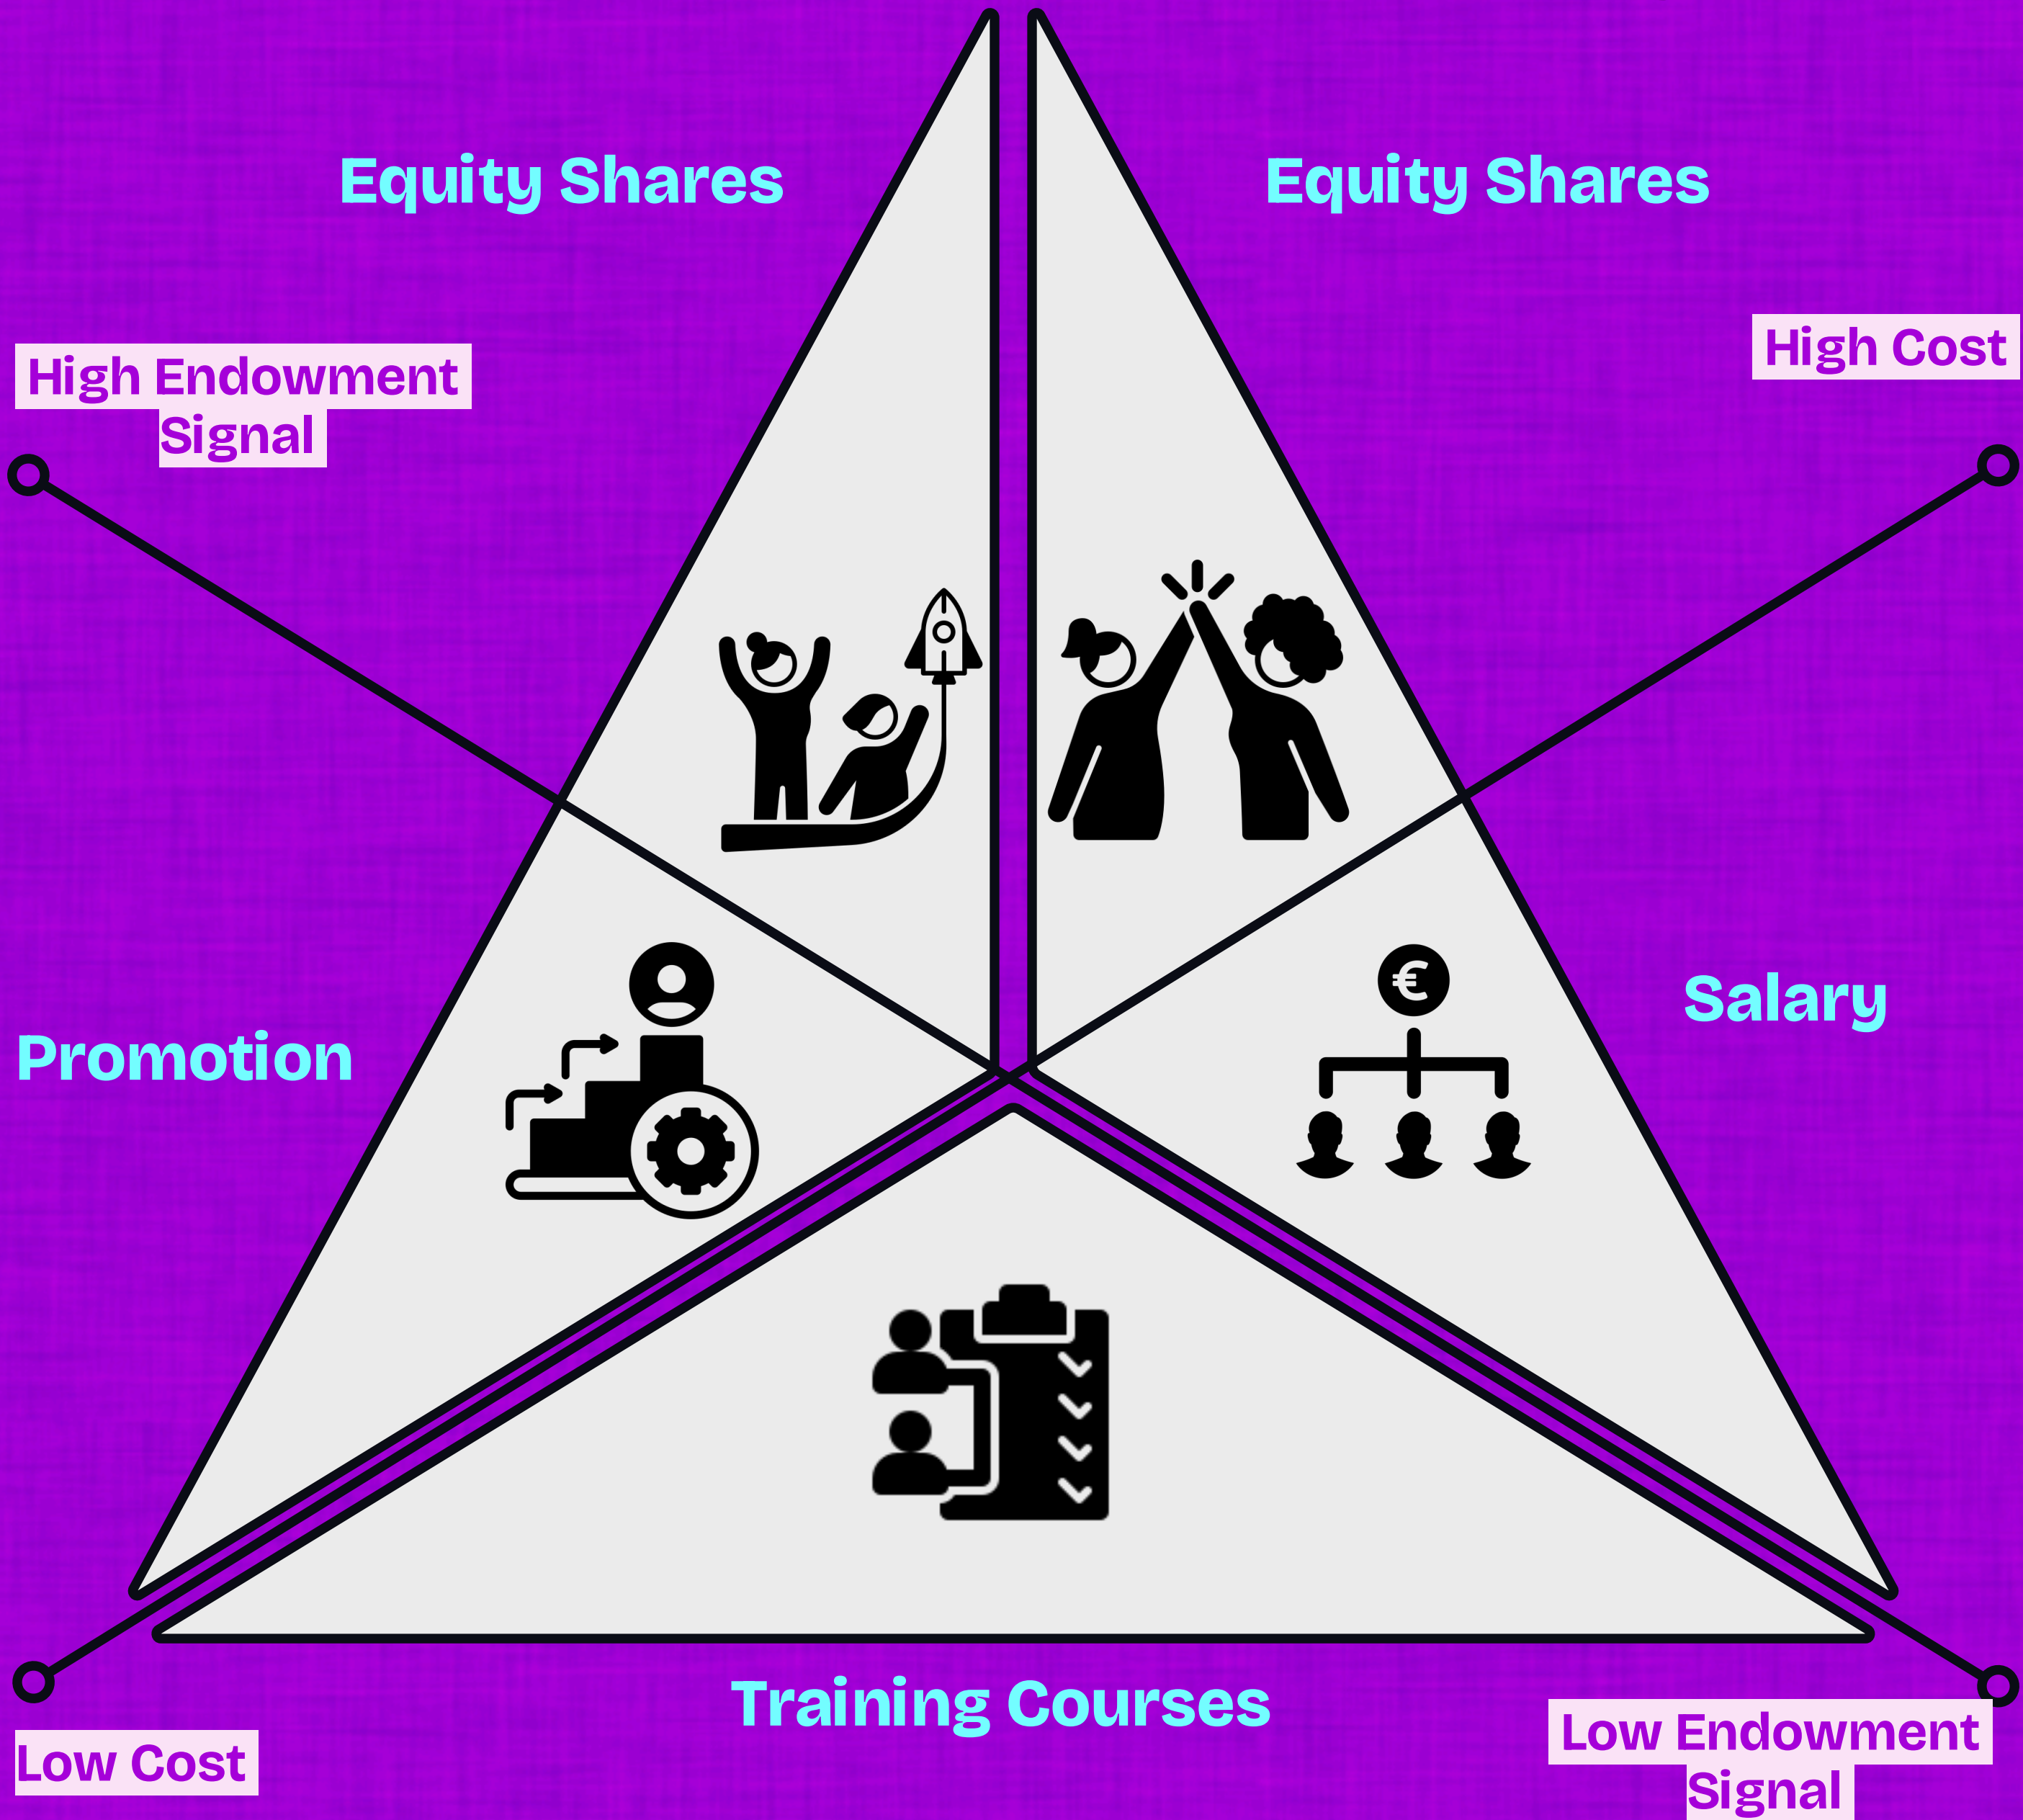 Equity Shares
Equity Shares
High Cost
High Endowment
Signal
€
Salary
Promotion
Training Courses
Low Cost
Low Endowment
Signal